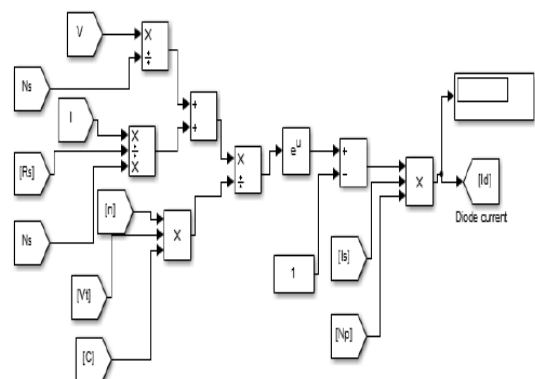 V
×
÷
Ns
I
+
+
×
÷
×
[Rs]
×
÷
e^u
+
−
×
[Id]
Diode current
[n]
×
Ns
[Is]
1
[Vt]
[Np]
[C]